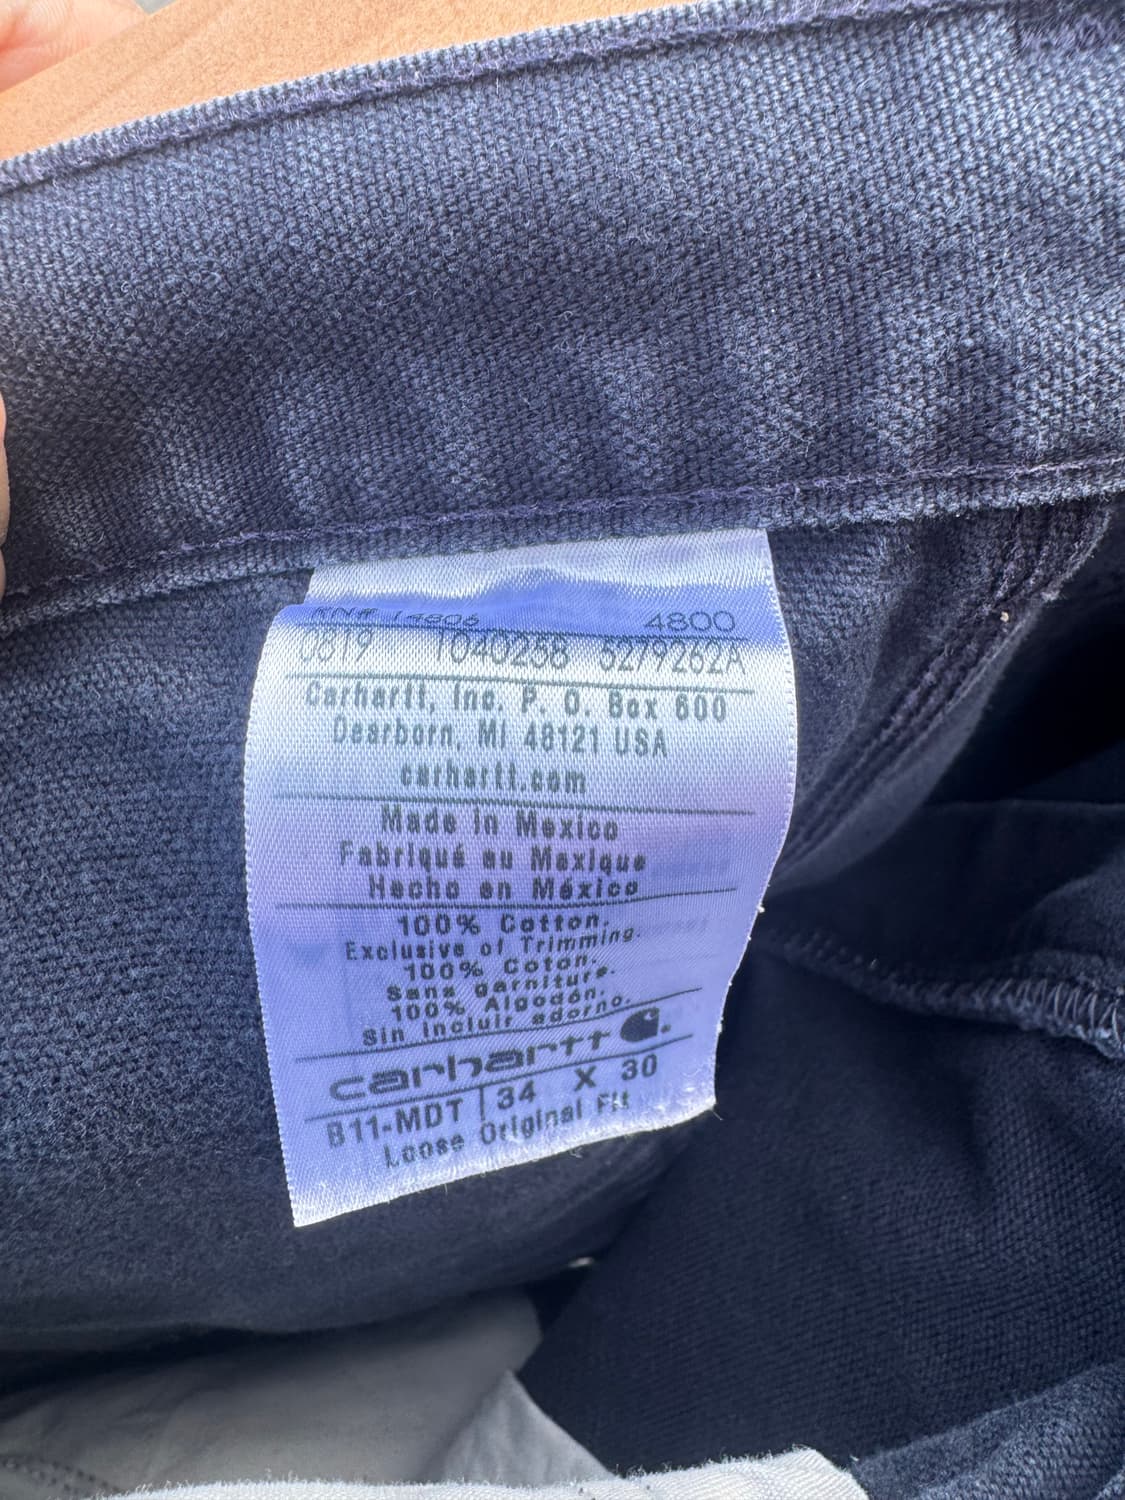 RN# 14806 4800
0819 1040258 5279262A
Carhartt, Inc. P. O. Box 600
Dearborn, MI 48121 USA
carhartt.com
Made in Mexico
Fabriqué au Mexique
Hecho en México
100% Cotton.
Exclusive of Trimming.
100% Coton.
Sans garniture.
100% Algodón.
Sin incluir adorno.
carhartt
B11-MDT 34 X 30
Loose Original Fit